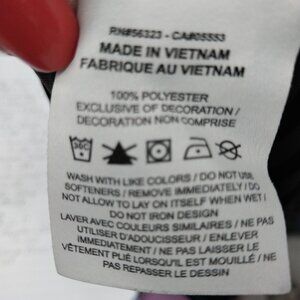 RN#56323 - CA#05553
MADE IN VIETNAM
FABRIQUE AU VIETNAM
100% POLYESTER
EXCLUSIVE OF DECORATION /
DECORATION NON COMPRISE
30C
WASH WITH LIKE COLORS / DO NOT USE
SOFTENERS / REMOVE IMMEDIATELY / DO
NOT ALLOW TO LAY ON ITSELF WHEN WET /
DO NOT IRON DESIGN
LAVER AVEC COULEURS SIMILAIRES / NE PAS
UTILISER D'ADOUCISSEUR / ENLEVER
IMMÉDIATEMENT / NE PAS LAISSER LE
VÊTEMENT PLIÉ LORSQU'IL EST MOUILLÉ / NE
PAS REPASSER LE DESSIN